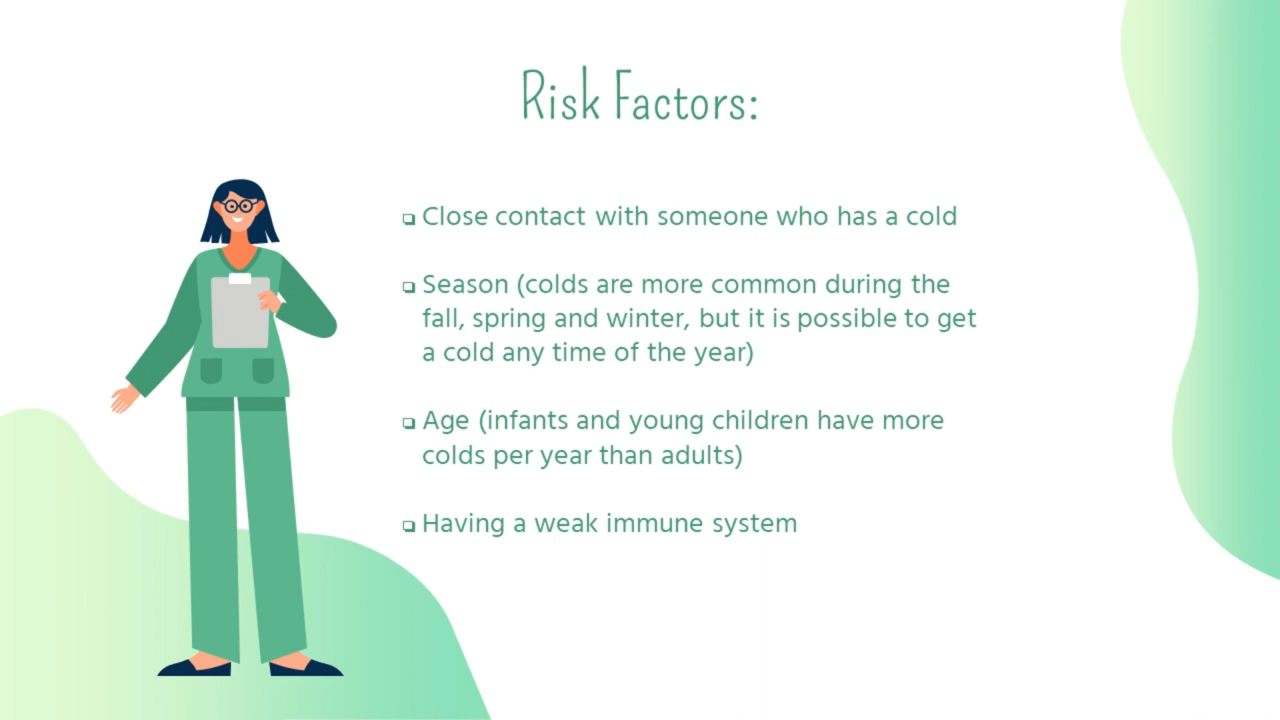 Risk Factors:
❑ Close contact with someone who has a cold
❑ Season (colds are more common during the
fall, spring and winter, but it is possible to get
a cold any time of the year)
❑ Age (infants and young children have more
colds per year than adults)
❑ Having a weak immune system